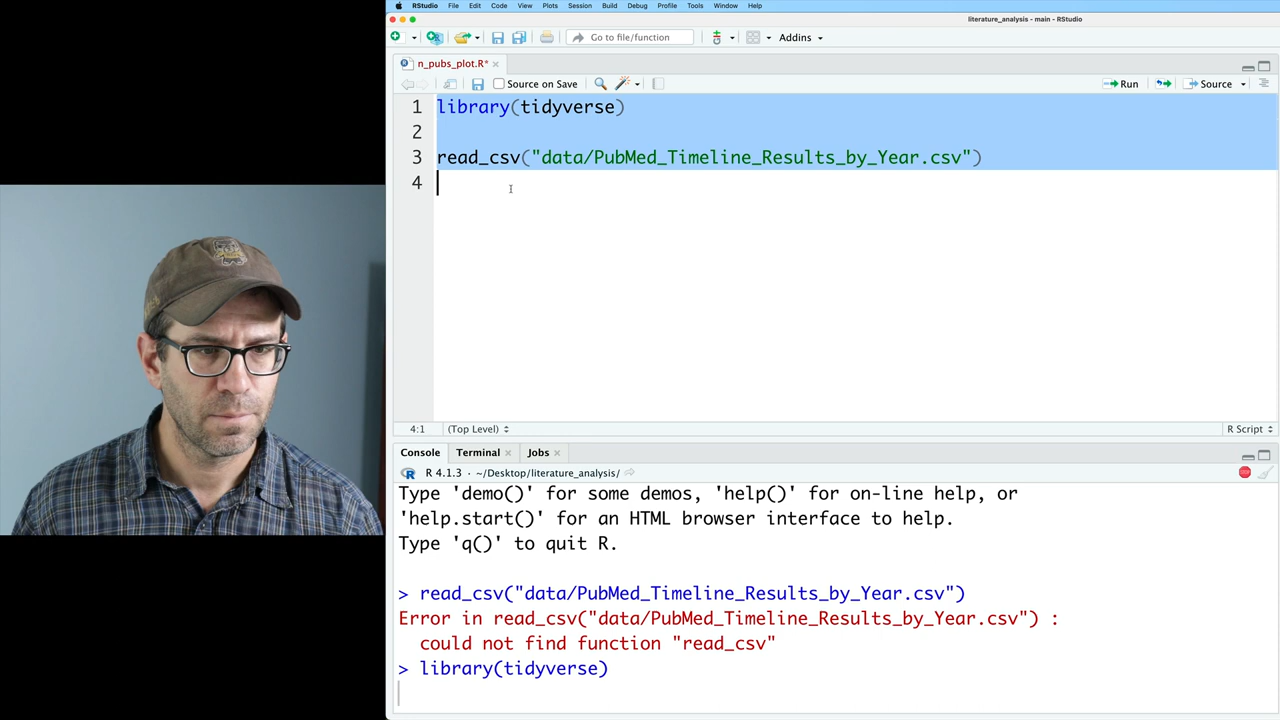 RStudio File Edit Code View Plots Session Build Debug Profile Tools Window Help
literature_analysis - main - RStudio
Go to file/function Addins
n_pubs_plot.R*
Source on Save Run Source
1 library(tidyverse)
2
3 read_csv("data/PubMed_Timeline_Results_by_Year.csv")
4
4:1 (Top Level) R Script
Console Terminal Jobs
R 4.1.3 · ~/Desktop/literature_analysis/
Type 'demo()' for some demos, 'help()' for on-line help, or
'help.start()' for an HTML browser interface to help.
Type 'q()' to quit R.
> read_csv("data/PubMed_Timeline_Results_by_Year.csv")
Error in read_csv("data/PubMed_Timeline_Results_by_Year.csv") :
could not find function "read_csv"
> library(tidyverse)